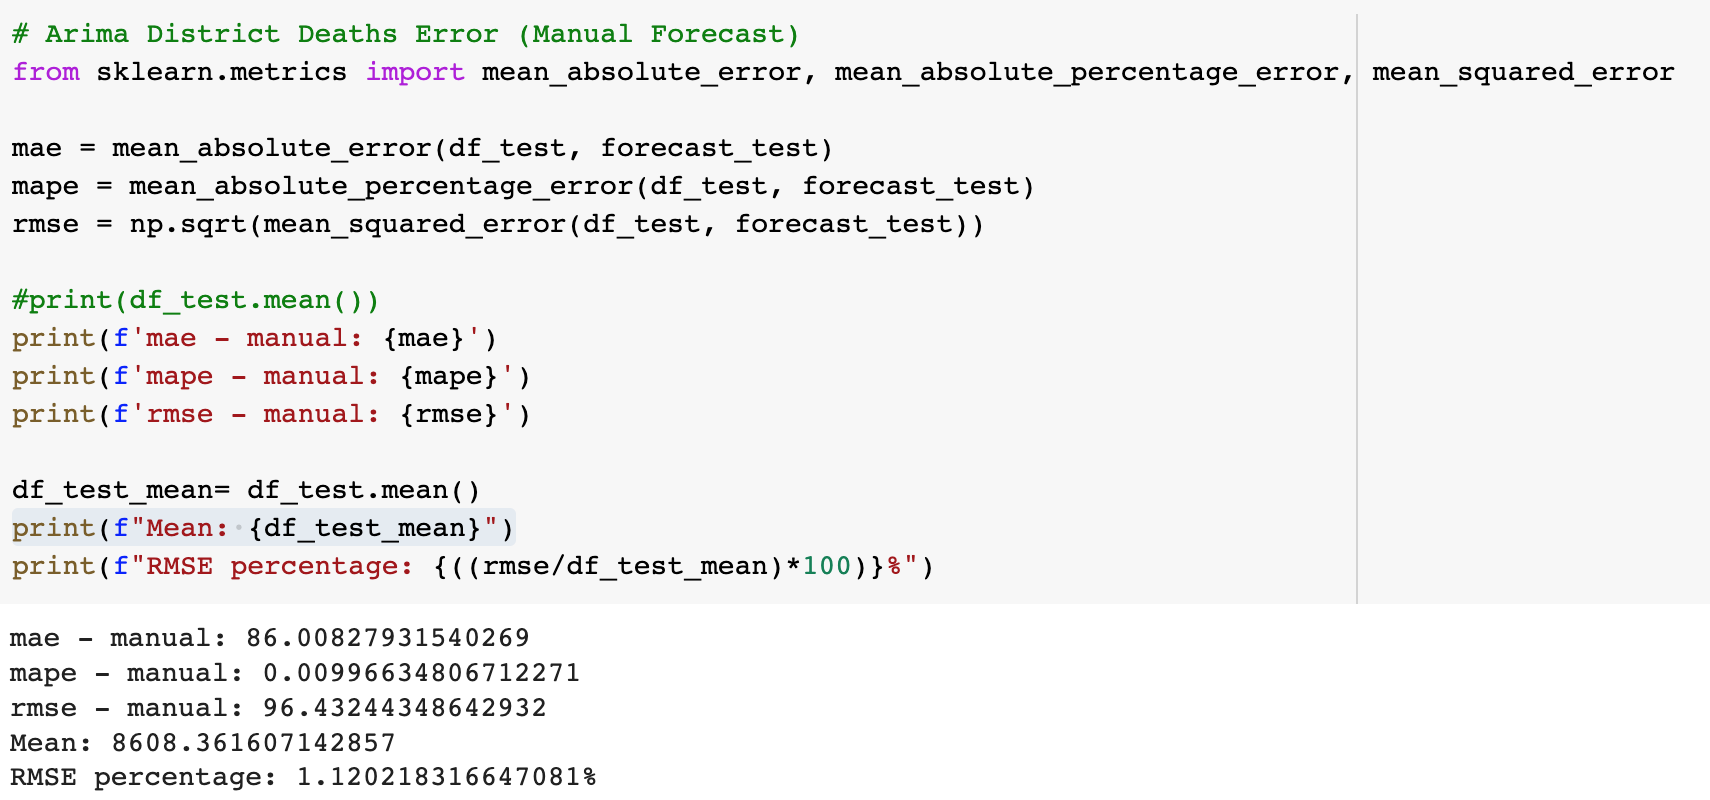 # Arima District Deaths Error (Manual Forecast)
from sklearn.metrics import mean_absolute_error, mean_absolute_percentage_error, mean_squared_error
mae = mean_absolute_error(df_test, forecast_test)
mape = mean_absolute_percentage_error(df_test, forecast_test)
rmse = np.sqrt(mean_squared_error(df_test, forecast_test))
#print(df_test.mean())
print(f'mae - manual: {mae}')
print(f'mape - manual: {mape}')
print(f'rmse - manual: {rmse}')
df_test_mean= df_test.mean()
print(f"Mean: {df_test_mean}")
print(f"RMSE percentage: {((rmse/df_test_mean)*100)}%")
mae - manual: 86.00827931540269
mape - manual: 0.00996634806712271
rmse - manual: 96.43244348642932
Mean: 8608.361607142857
RMSE percentage: 1.120218316647081%